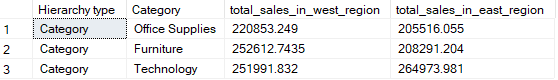 Hierarchy type Category total_sales_in_west_region total_sales_in_east_region
1 Category Office Supplies 220853.249 205516.055
2 Category Furniture 252612.7435 208291.204
3 Category Technology 251991.832 264973.981